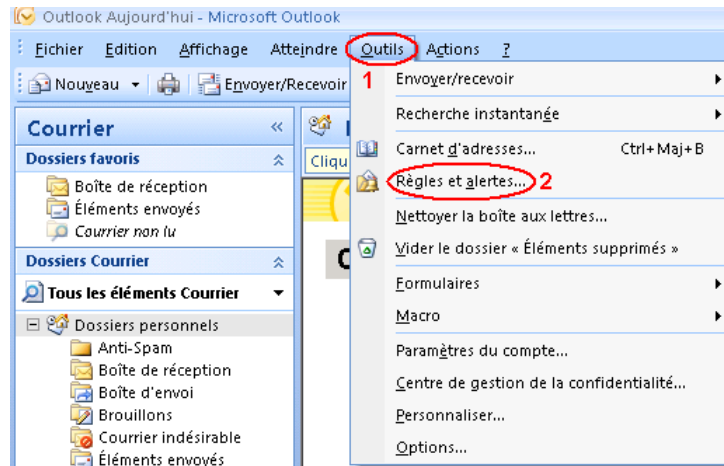 Outlook Aujourd'hui - Microsoft Outlook
Fichier Edition Affichage Atteindre Outils Actions ?
Nouveau Envoyer/Recevoir
1
Envoyer/recevoir
Recherche instantanée
Carnet d'adresses... Ctrl+Maj+B
Règles et alertes... 2
Nettoyer la boîte aux lettres...
Vider le dossier « Éléments supprimés »
Formulaires
Macro
Paramètres du compte...
Centre de gestion de la confidentialité...
Personnaliser...
Options...
Courrier «
Dossiers favoris
Boîte de réception
Éléments envoyés
Courrier non lu
Dossiers Courrier
Tous les éléments Courrier
Dossiers personnels
Anti-Spam
Boîte de réception
Boîte d'envoi
Brouillons
Courrier indésirable
Éléments envoyés
Cliqu